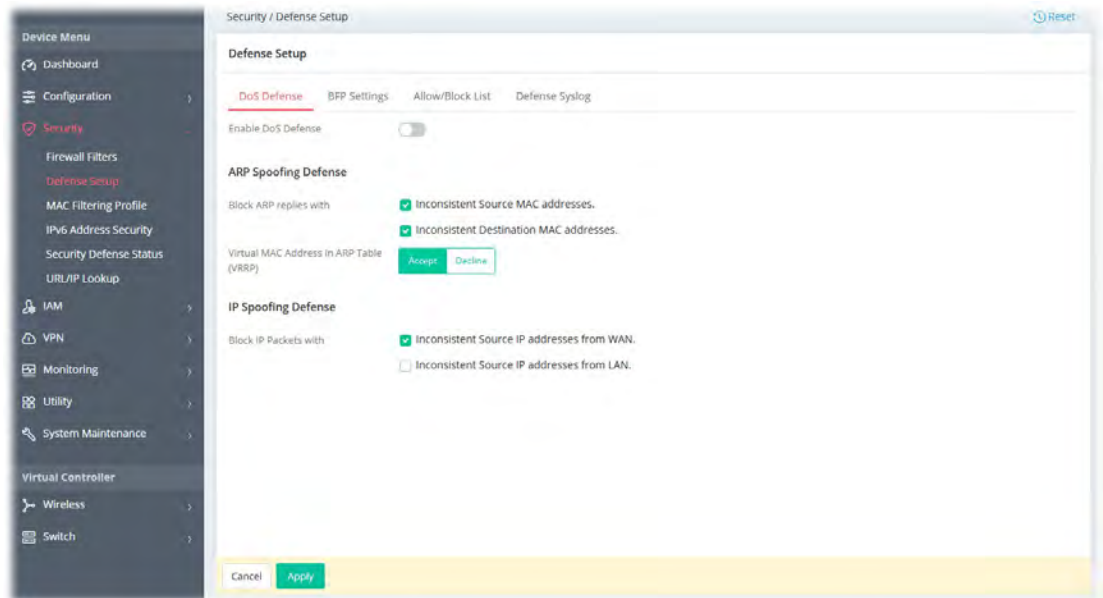 Security / Defense Setup
Reset
Device Menu
Dashboard
Configuration
Security
Firewall Filters
Defense Setup
MAC Filtering Profile
IPv6 Address Security
Security Defense Status
URL/IP Lookup
IAM
VPN
Monitoring
Utility
System Maintenance
Virtual Controller
Wireless
Switch
Defense Setup
DoS Defense BFP Settings Allow/Block List Defense Syslog
Enable DoS Defense
ARP Spoofing Defense
Block ARP replies with Inconsistent Source MAC addresses.
Inconsistent Destination MAC addresses.
Virtual MAC Address in ARP Table
(VRRP)
Accept Decline
IP Spoofing Defense
Block IP Packets with Inconsistent Source IP addresses from WAN.
Inconsistent Source IP addresses from LAN.
Cancel Apply